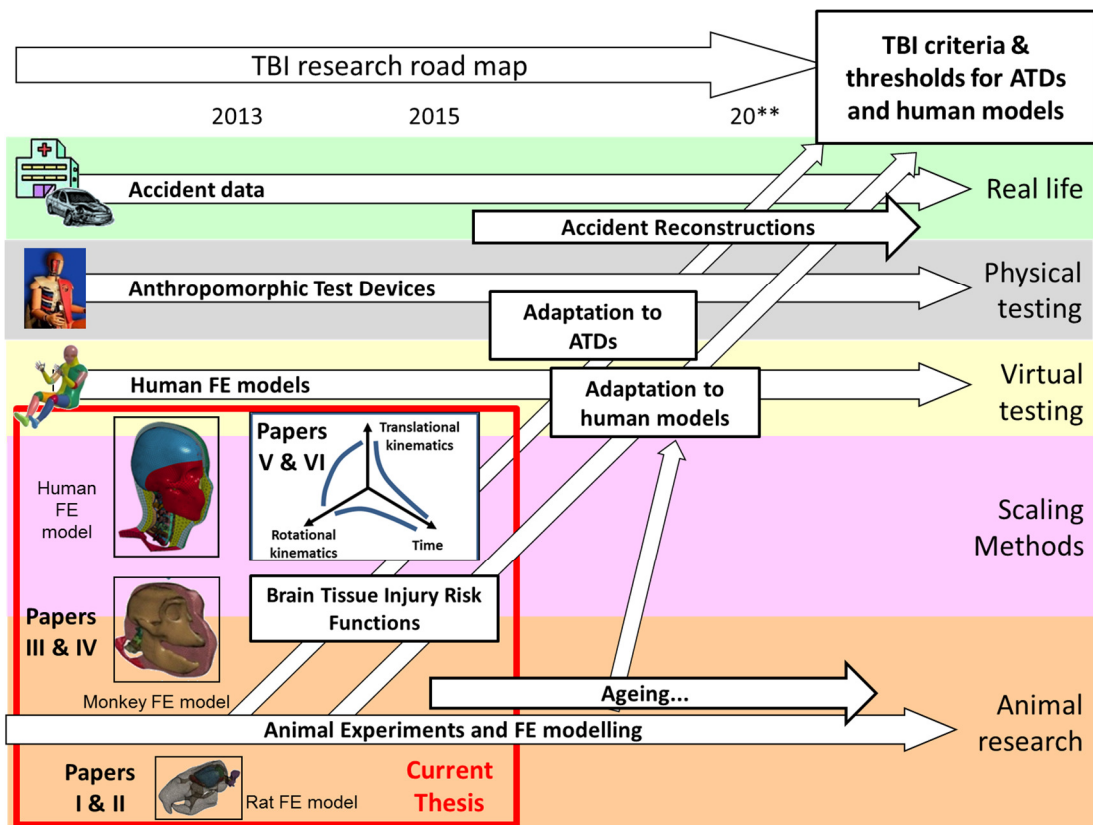 TBI research road map
TBI criteria &
thresholds for ATDs
and human models
2013
2015
20**
Accident data
Real life
Accident Reconstructions
Anthropomorphic Test Devices
Physical
testing
Adaptation to
ATDs
Human FE models
Virtual
testing
Adaptation to
human models
Papers
V & VI
Translational
kinematics
Rotational
kinematics
Time
Human
FE
model
Scaling
Methods
Brain Tissue Injury Risk
Functions
Papers
III & IV
Monkey FE model
Ageing...
Animal Experiments and FE modelling
Animal
research
Papers
I & II
Rat FE model
Current
Thesis